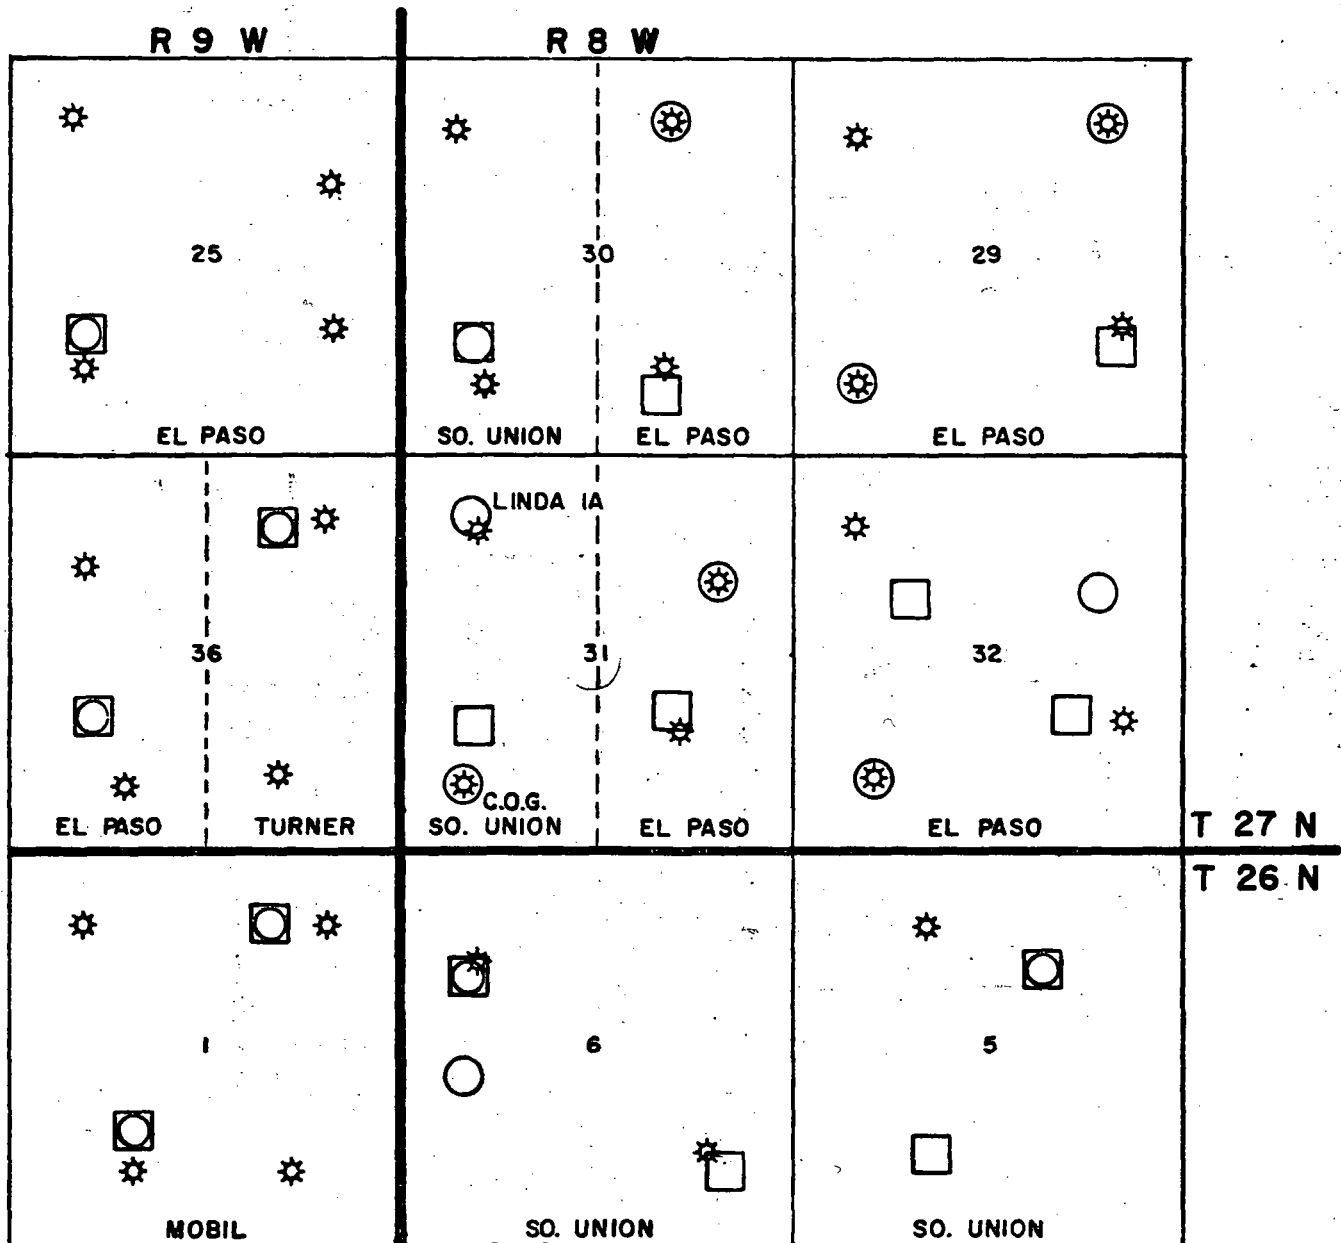 R 9 W R 8 W
25 30 29
EL PASO SO. UNION EL PASO EL PASO
LINDA 1A
36 31 32
C.O.G.
EL PASO TURNER SO. UNION EL PASO EL PASO T 27 N
T 26 N
1 6 5
MOBIL SO. UNION SO. UNION